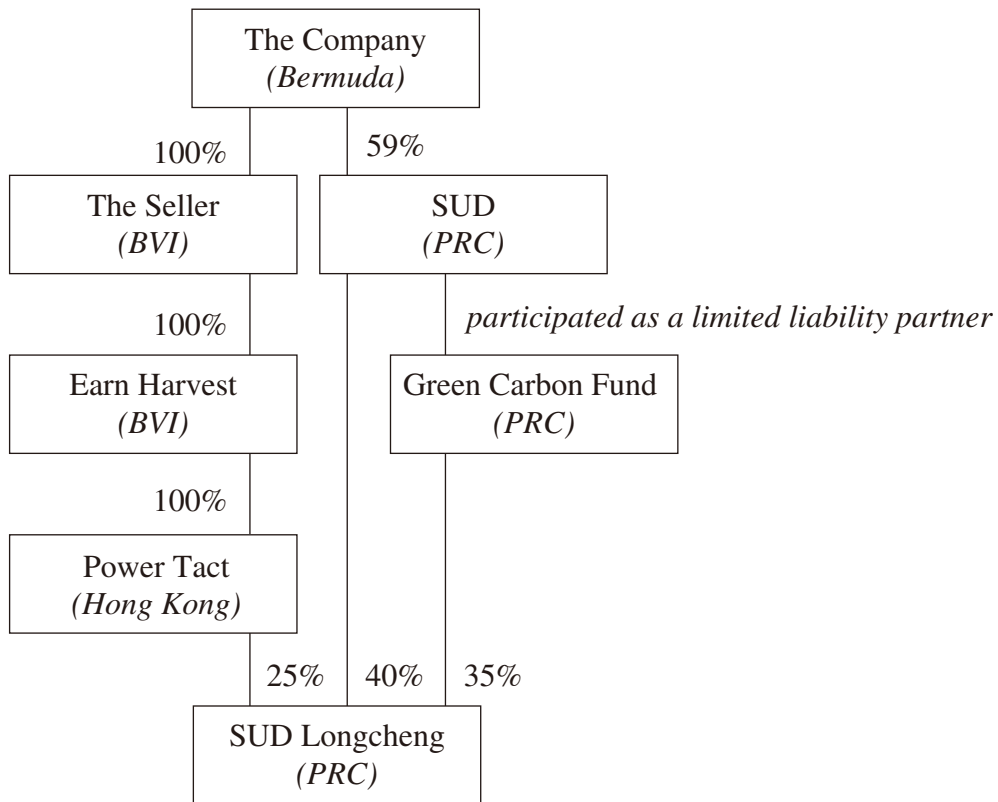 The Company
(Bermuda)
100%
59%
The Seller
(BVI)
SUD
(PRC)
100%
participated as a limited liability partner
Earn Harvest
(BVI)
Green Carbon Fund
(PRC)
100%
Power Tact
(Hong Kong)
25%
40%
35%
SUD Longcheng
(PRC)